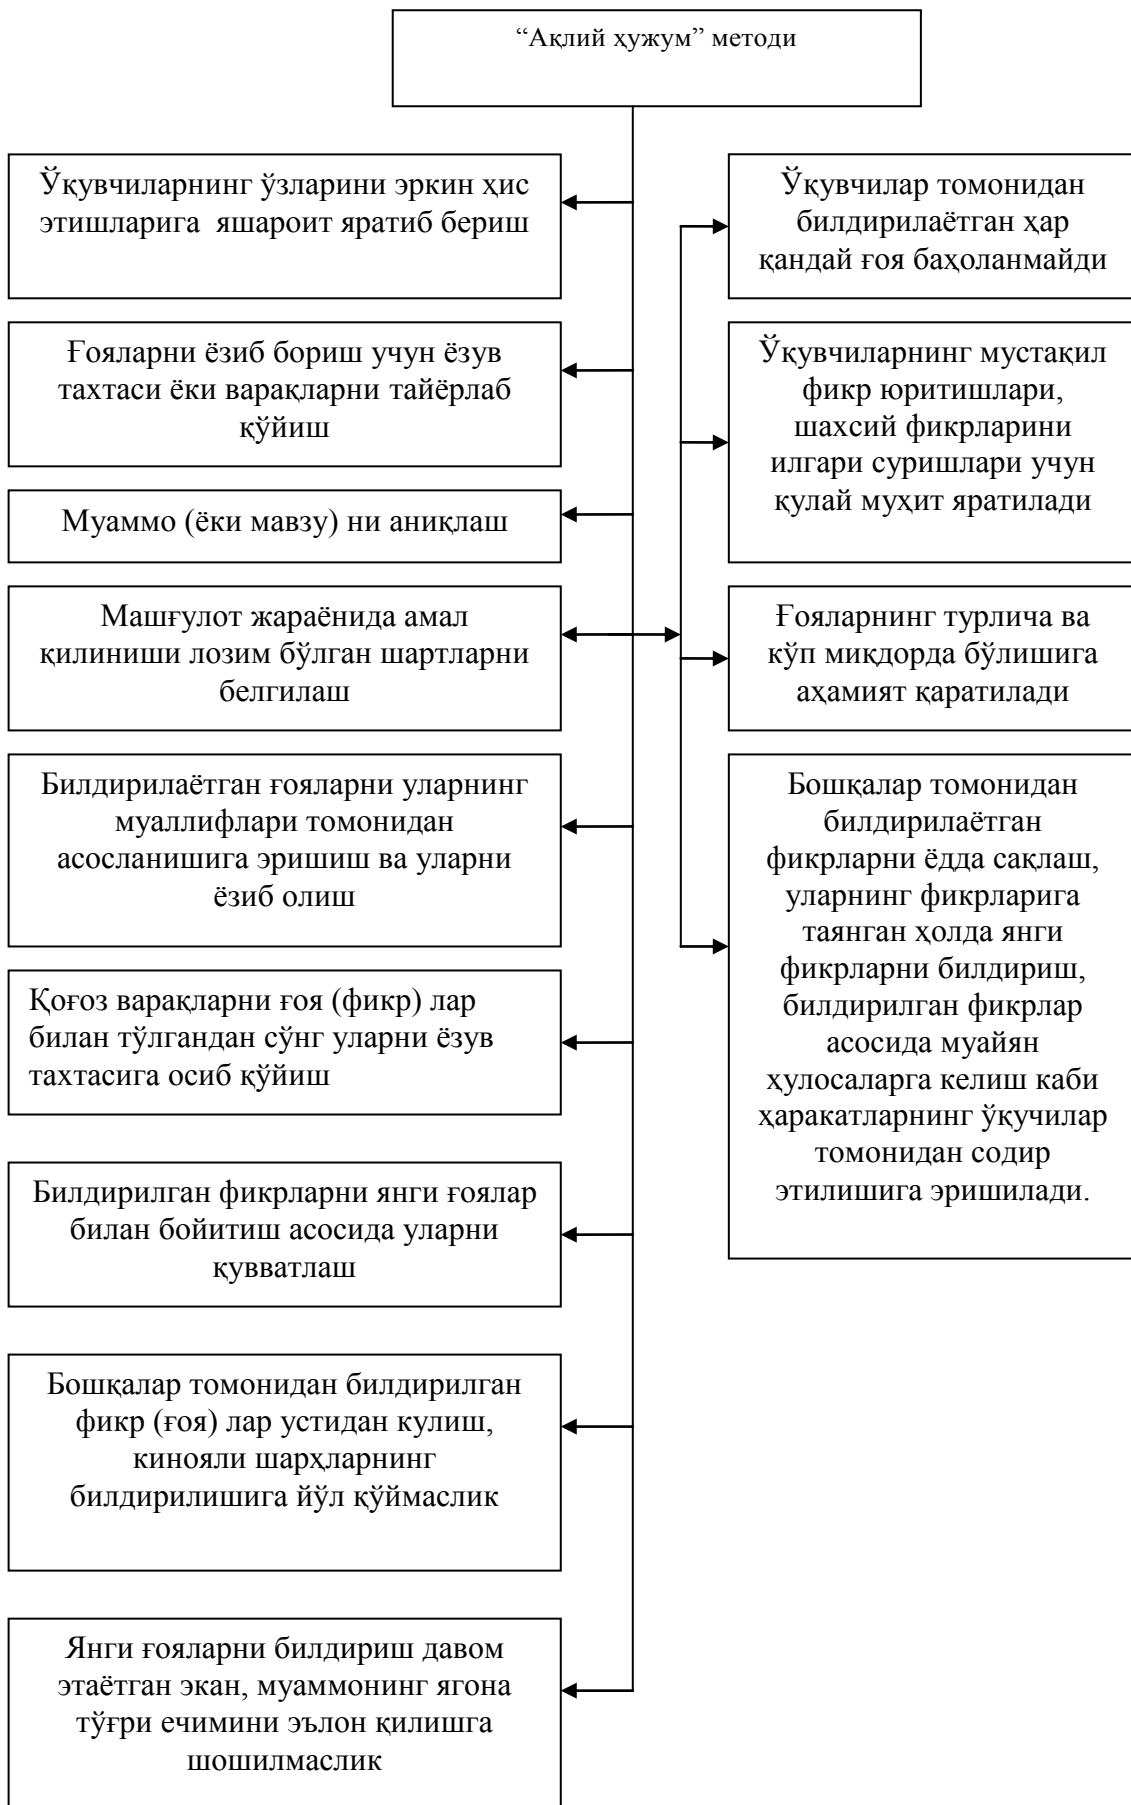 “Ақлий ҳужум” методи
Ўқувчиларнинг ўзларини эркин ҳис
этишларига яшароит яратиб бериш
Ғояларни ёзиб бориш учун ёзув
тахтаси ёки варақларни тайёрлаб
қўйиш
Муаммо (ёки мавзу) ни аниқлаш
Машғулот жараёнида амал
қилиниши лозим бўлган шартларни
белгилаш
Билдирилаётган ғояларни уларнинг
муаллифлари томонидан
асосланишига эришиш ва уларни
ёзиб олиш
Қоғоз варақларни ғоя (фикр) лар
билан тўлгандан сўнг уларни ёзув
тахтасига осиб қўйиш
Билдирилган фикрларни янги ғоялар
билан бойитиш асосида уларни
қувватлаш
Бошқалар томонидан билдирилган
фикр (ғоя) лар устидан кулиш,
кинояли шарҳларнинг
билдирилишига йўл қўймаслик
Янги ғояларни билдириш давом
этаётган экан, муаммонинг ягона
тўғри ечимини эълон қилишга
шошилмаслик
Ўқувчилар томонидан
билдирилаётган ҳар
қандай ғоя баҳоланмайди
Ўқувчиларнинг мустақил
фикр юритишлари,
шахсий фикрларини
илгари суришлари учун
қулай муҳит яратилади
Ғояларнинг турлича ва
кўп миқдорда бўлишига
аҳамият қаратилади
Бошқалар томонидан
билдирилаётган
фикрларни ёдда сақлаш,
уларнинг фикрларига
таянган ҳолда янги
фикрларни билдириш,
билдирилган фикрлар
асосида муайян
ҳулосаларга келиш каби
ҳаракатларнинг ўқучилар
томонидан содир
этилишига эришилади.